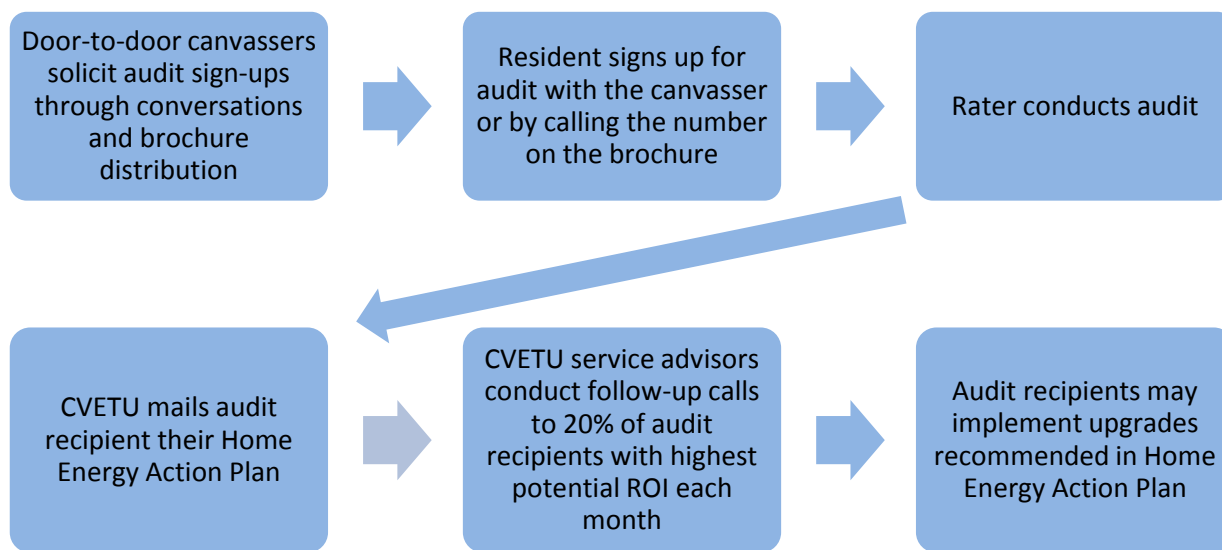 Door-to-door canvassers
solicit audit sign-ups
through conversations
and brochure
distribution
Resident signs up for
audit with the canvasser
or by calling the number
on the brochure
Rater conducts audit
CVETU mails audit
recipient their Home
Energy Action Plan
CVETU service advisors
conduct follow-up calls
to 20% of audit
recipients with highest
potential ROI each
month
Audit recipients may
implement upgrades
recommended in Home
Energy Action Plan